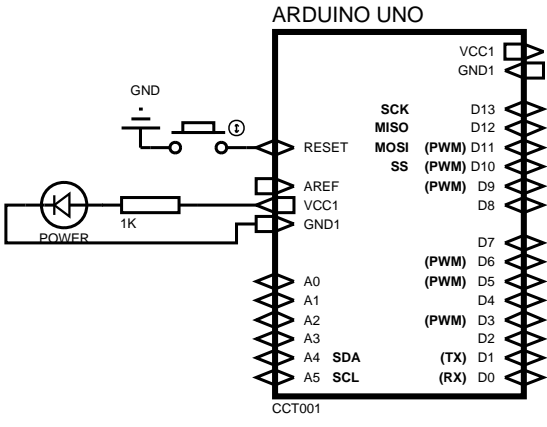 ARDUINO UNO
VCC1
GND1
GND
SCK D13
MISO D12
RESET MOSI (PWM) D11
SS (PWM) D10
AREF (PWM) D9
VCC1 D8
1K
GND1
POWER
D7
(PWM) D6
A0 (PWM) D5
A1 D4
A2 (PWM) D3
A3 D2
A4 SDA (TX) D1
A5 SCL (RX) D0
CCT001